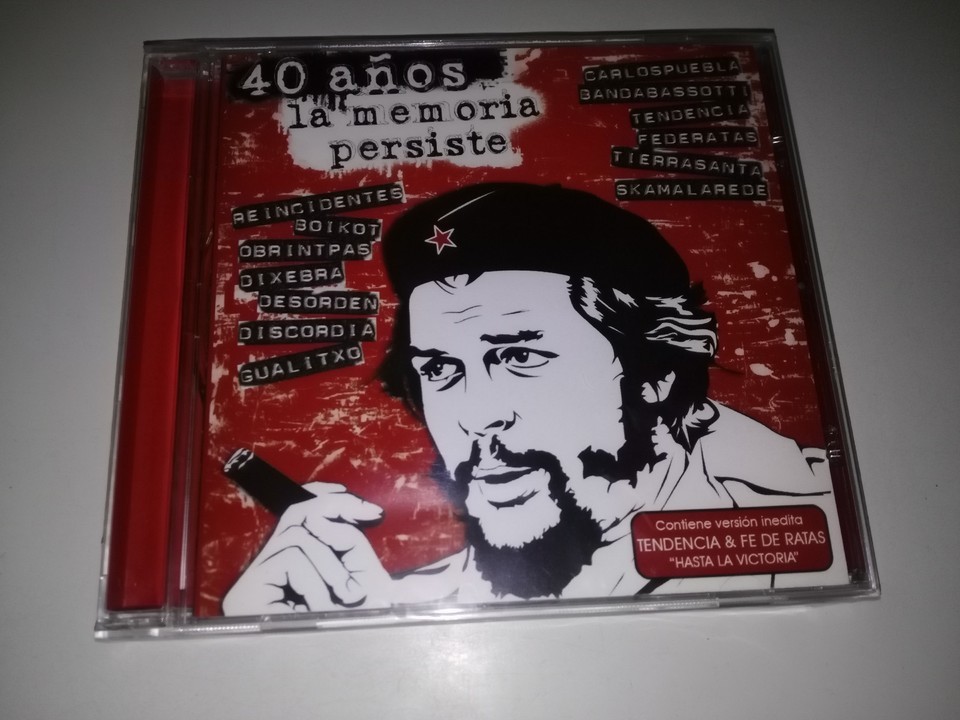 40 años
la memoria
persiste
CARLOSPUEBLA
BANDABASSOTTI
TENDENCIA
FEDERATAS
TIERRASANTA
SKAMALAREDE
REINCIDENTES
BOIKOT
OBRINTPAS
DIXEBRA
DESORDEN
DISCORDIA
GUALITXO
Contiene versión inedita
TENDENCIA & FE DE RATAS
"HASTA LA VICTORIA"